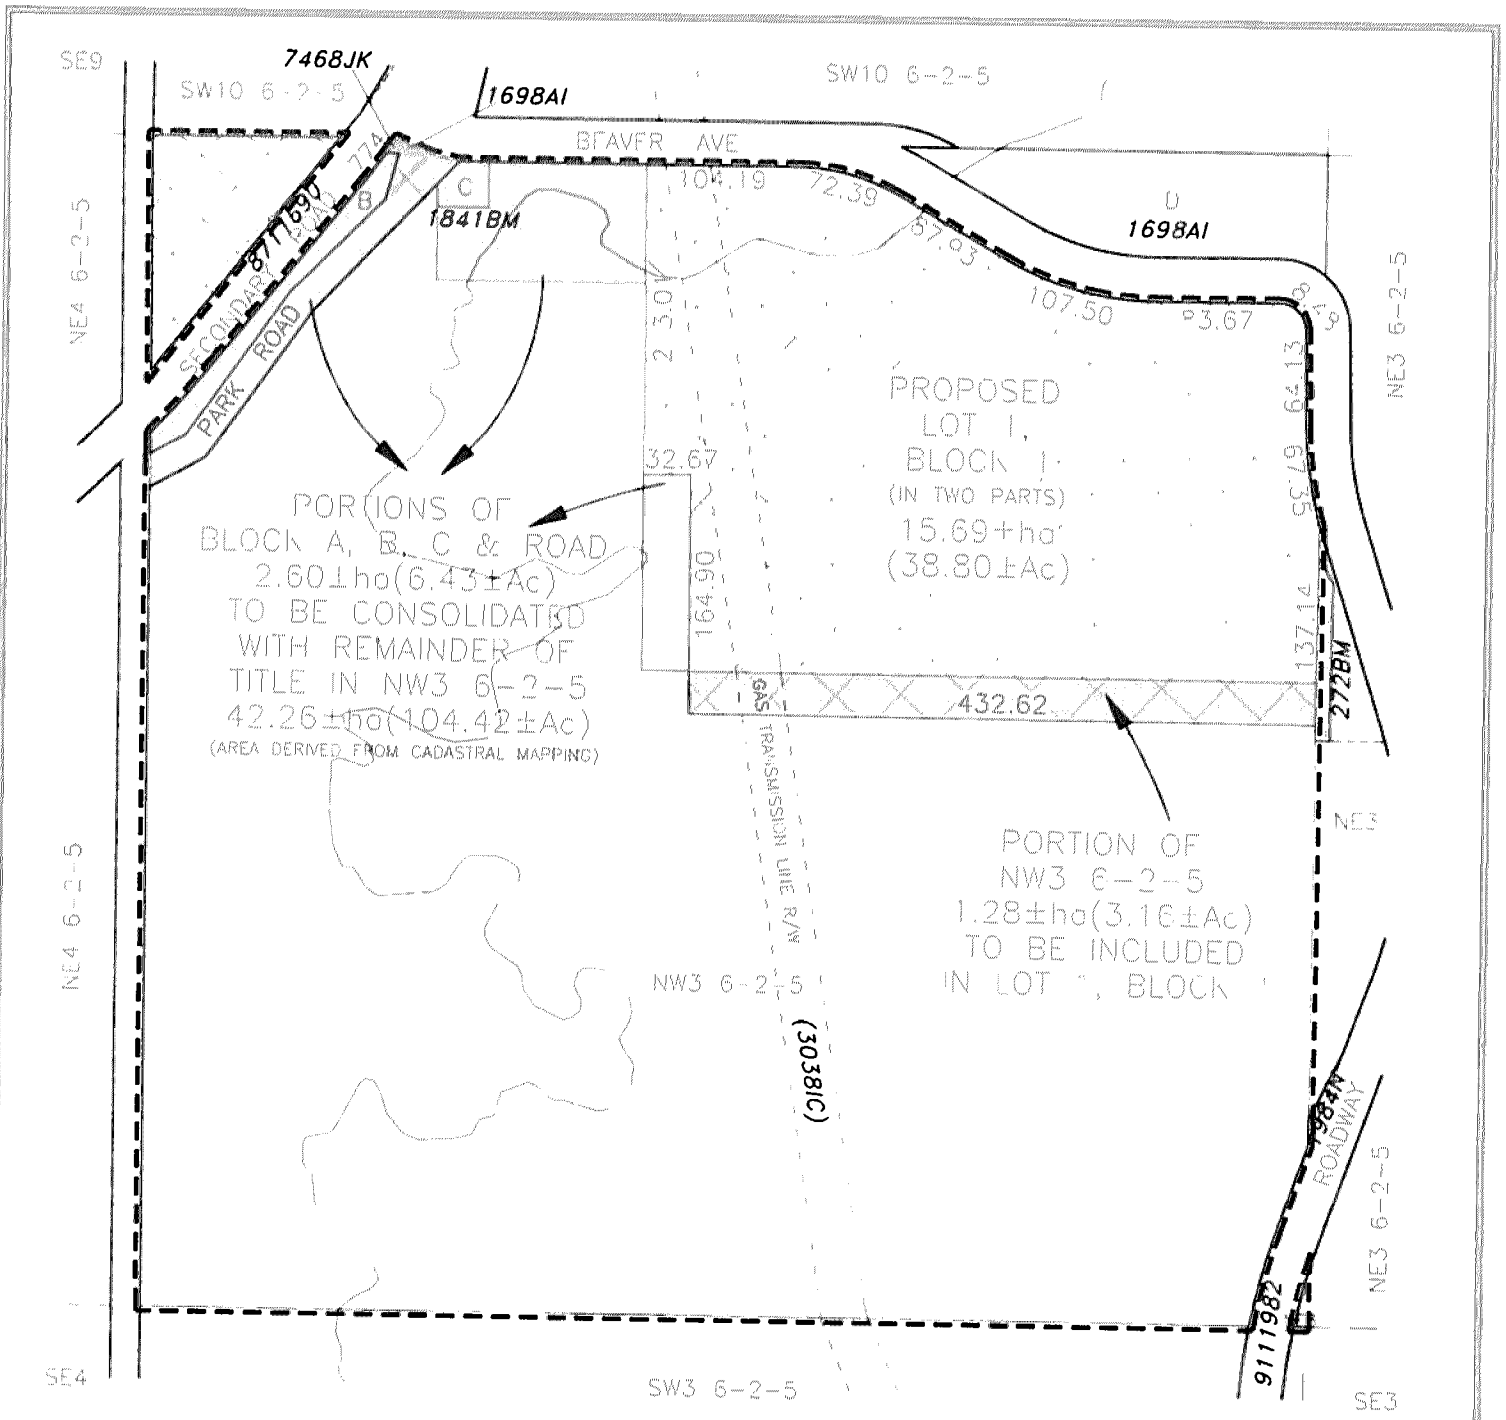 SE9
7468JK
SW10 6-2-5
SW10 6-2-5
1698AI
BEAVER AVE
774
B
C
104.19
72.39
87.93
D
1698AI
1841BM
8711690
SECONDARY ROAD
PARK ROAD
NE4 6-2-5
NE3 6-2-5
107.50
64.13
67.35
PROPOSED
LOT 1,
BLOCK 1
(IN TWO PARTS)
15.69±ha
(38.80±Ac)
32.67
164.90
137.14
272BM
PORTIONS OF
BLOCK A, B, C & ROAD
2.60±ha(6.43±Ac)
TO BE CONSOLIDATED
WITH REMAINDER OF
TITLE IN NW3 6-2-5
42.26±ha(104.42±Ac)
(AREA DERIVED FROM CADASTRAL MAPPING)
432.62
GAS TRANSMISSION LINE R/W
(3038IC)
PORTION OF
NW3 6-2-5
1.28±ha(3.16±Ac)
TO BE INCLUDED
IN LOT , BLOCK
NE3
NE4 6-2-5
NW3 6-2-5
1984N
ROADWAY
NE3 6-2-5
9111982
SE4
SW3 6-2-5
SE3